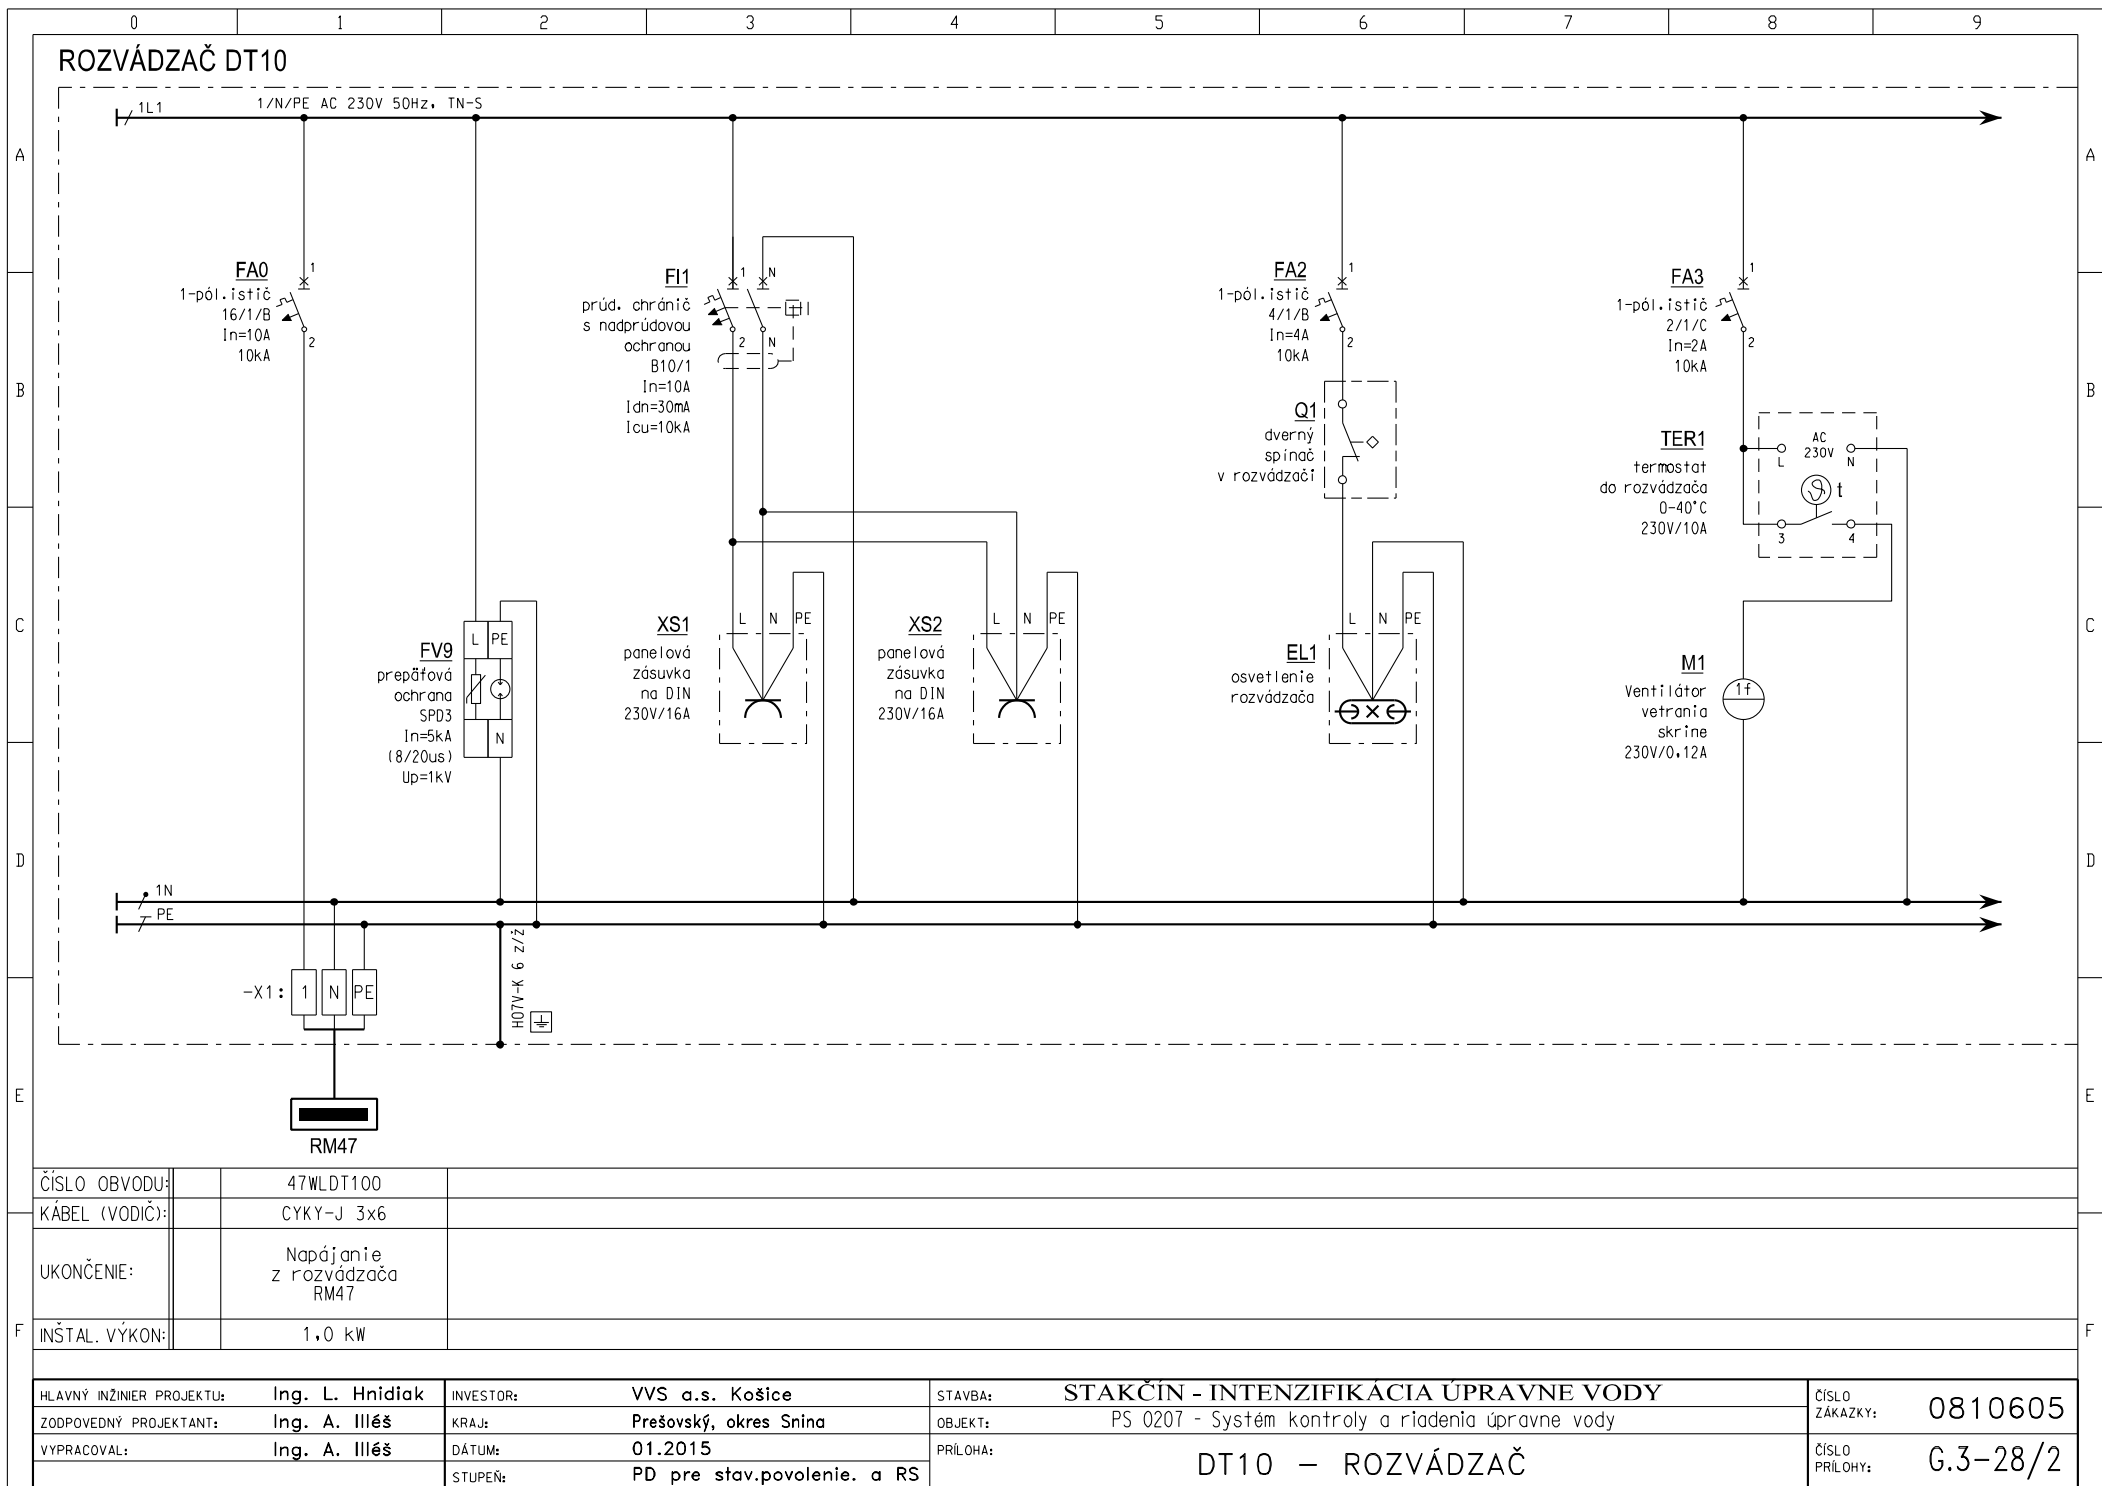 0 1 2 3 4 5 6 7 8 9
ROZVÁDZAČ DT10
1L1
1/N/PE AC 230V 50Hz, TN-S
A
A
FA0
1-pól.istič
16/1/B
In=10A
10kA
1
2
FI1
prúd. chránič
s nadprúdovou
ochranou
B10/1
In=10A
Idn=30mA
Icu=10kA
1 N
2 N
FA2
1-pól.istič
4/1/B
In=4A
10kA
1
2
FA3
1-pól.istič
2/1/C
In=2A
10kA
1
2
B
B
Q1
dverný
spínač
v rozvádzači
TER1
termostat
do rozvádzača
0-40°C
230V/10A
AC
230V
L N
t
3 4
C
C
FV9
prepäťová
ochrana
SPD3
In=5kA
(8/20us)
Up=1kV
L PE
N
XS1
panelová
zásuvka
na DIN
230V/16A
L N PE
XS2
panelová
zásuvka
na DIN
230V/16A
L N PE
EL1
osvetlenie
rozvádzača
L N PE
M1
Ventilátor
vetrania
skrine
230V/0,12A
1f
D
D
1N
PE
-X1: 1 N PE
H07V-K 6 z/ž
E
E
RM47
ČÍSLO OBVODU: 47WLDT100
KÁBEL (VODIČ): CYKY-J 3x6
UKONČENIE:
Napájanie
z rozvádzača
RM47
F
F
INŠTAL. VÝKON: 1,0 kW
HLAVNÝ INŽINIER PROJEKTU: Ing. L. Hnidiak
ZODPOVEDNÝ PROJEKTANT: Ing. A. Illéš
VYPRACOVAL: Ing. A. Illéš
INVESTOR: VVS a.s. Košice
KRAJ: Prešovský, okres Snina
DÁTUM: 01.2015
STUPEŇ: PD pre stav.povolenie. a RS
STAVBA: STAKČÍN - INTENZIFIKÁCIA ÚPRAVNE VODY
OBJEKT: PS 0207 - Systém kontroly a riadenia úpravne vody
PRÍLOHA: DT10 – ROZVÁDZAČ
ČÍSLO
ZÁKAZKY: 0810605
ČÍSLO
PRÍLOHY: G.3-28/2